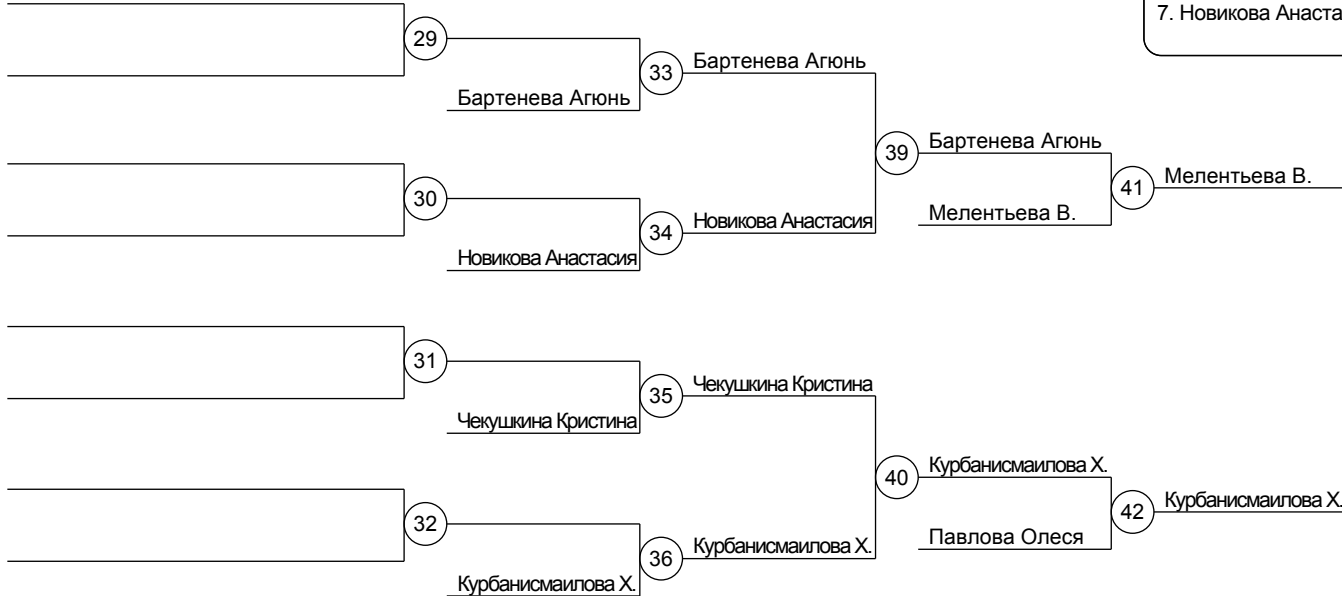 7. Новикова Анаста
29
33
Бартенева Агюнь
Бартенева Агюнь
39
Бартенева Агюнь
41
Мелентьева В.
30
Мелентьева В.
34
Новикова Анастасия
Новикова Анастасия
31
35
Чекушкина Кристина
Чекушкина Кристина
40
Курбанисмаилова Х.
42
Курбанисмаилова Х.
32
Павлова Олеся
36
Курбанисмаилова Х.
Курбанисмаилова Х.